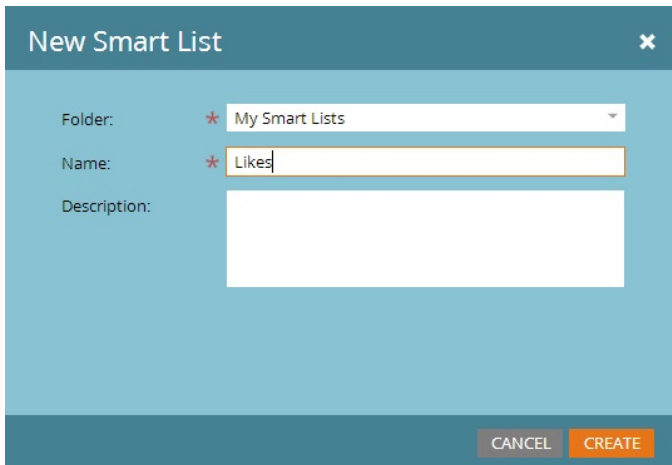 New Smart List
Folder: * My Smart Lists
Name: * Likes
Description:
CANCEL CREATE